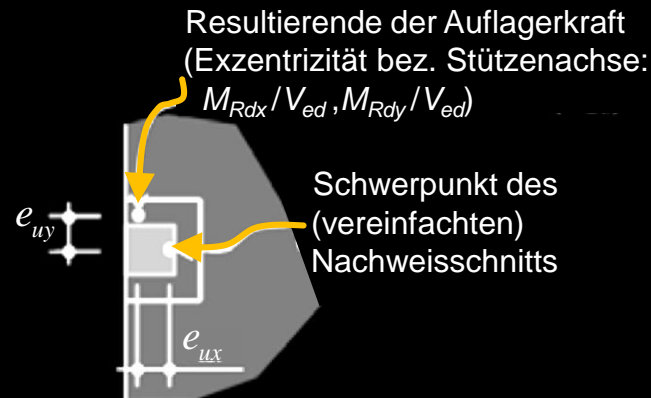 Resultierende der Auflagerkraft
(Exzentrizität bez. Stützenachse:
M_Rdx / V_ed , M_Rdy / V_ed)
Schwerpunkt des
(vereinfachten)
Nachweisschnitts
e_uy
e_ux